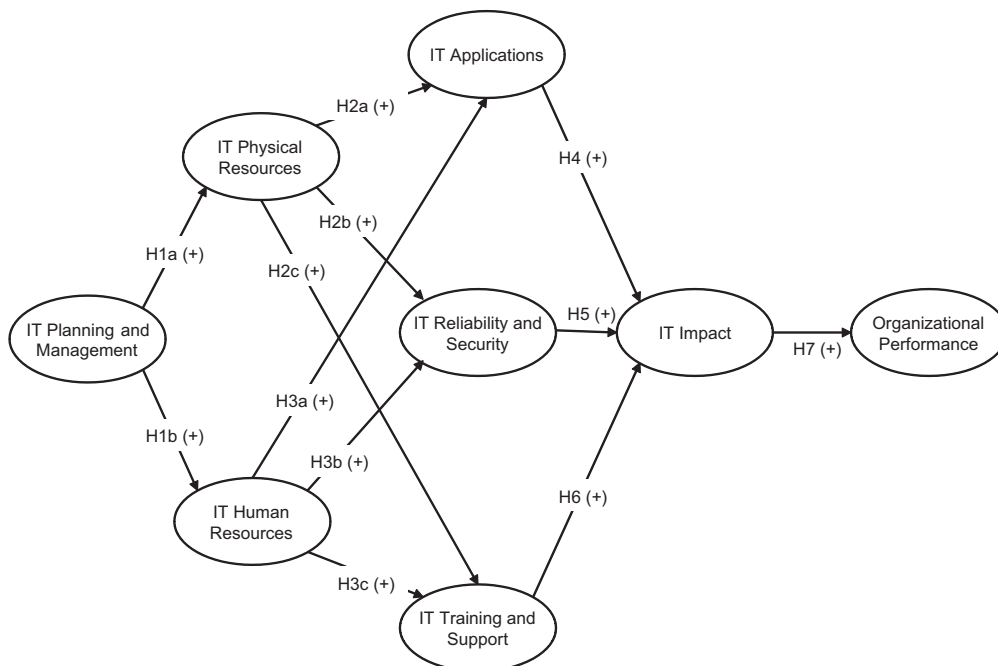 IT Applications
H2a (+)
IT Physical
Resources
H4 (+)
H2b (+)
H1a (+)
H2c (+)
IT Planning and
Management
IT Reliability and
Security
H5 (+)
IT Impact
H7 (+)
Organizational
Performance
H3a (+)
H1b (+)
H3b (+)
IT Human
Resources
H6 (+)
H3c (+)
IT Training and
Support